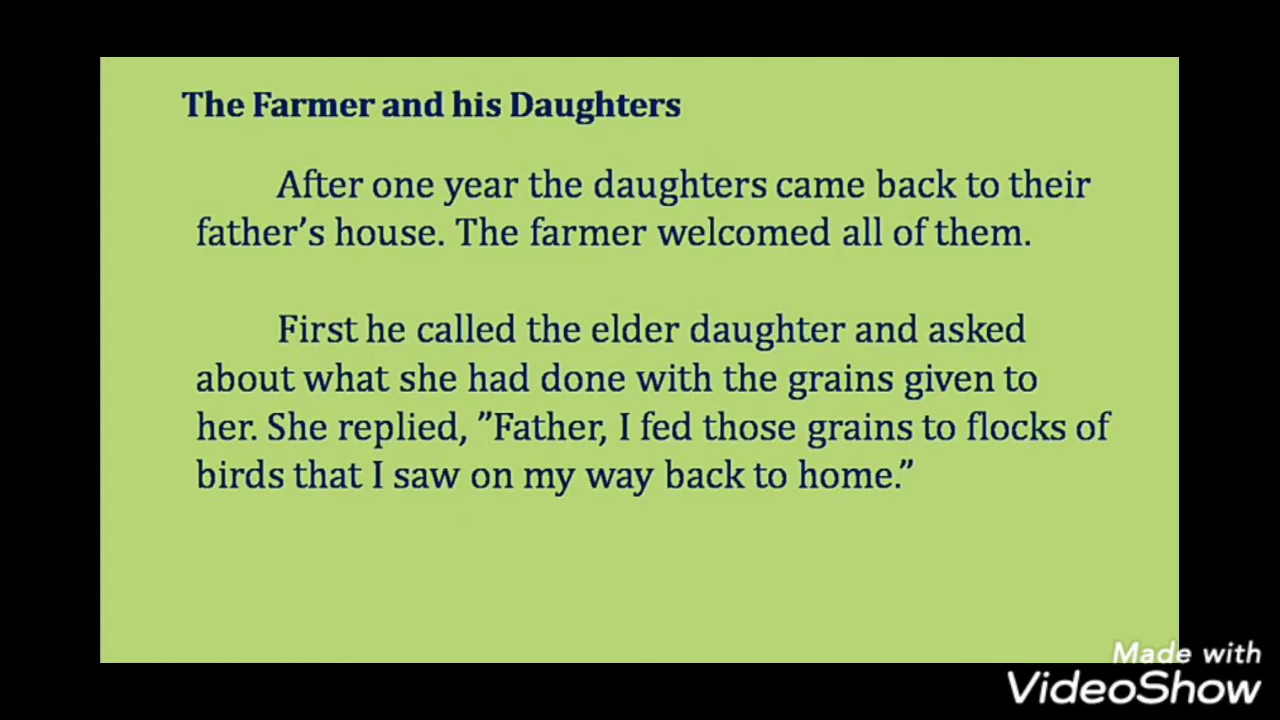 The Farmer and his Daughters
After one year the daughters came back to their
father’s house. The farmer welcomed all of them.
First he called the elder daughter and asked
about what she had done with the grains given to
her. She replied, ”Father, I fed those grains to flocks of
birds that I saw on my way back to home.”
Made with
VideoShow